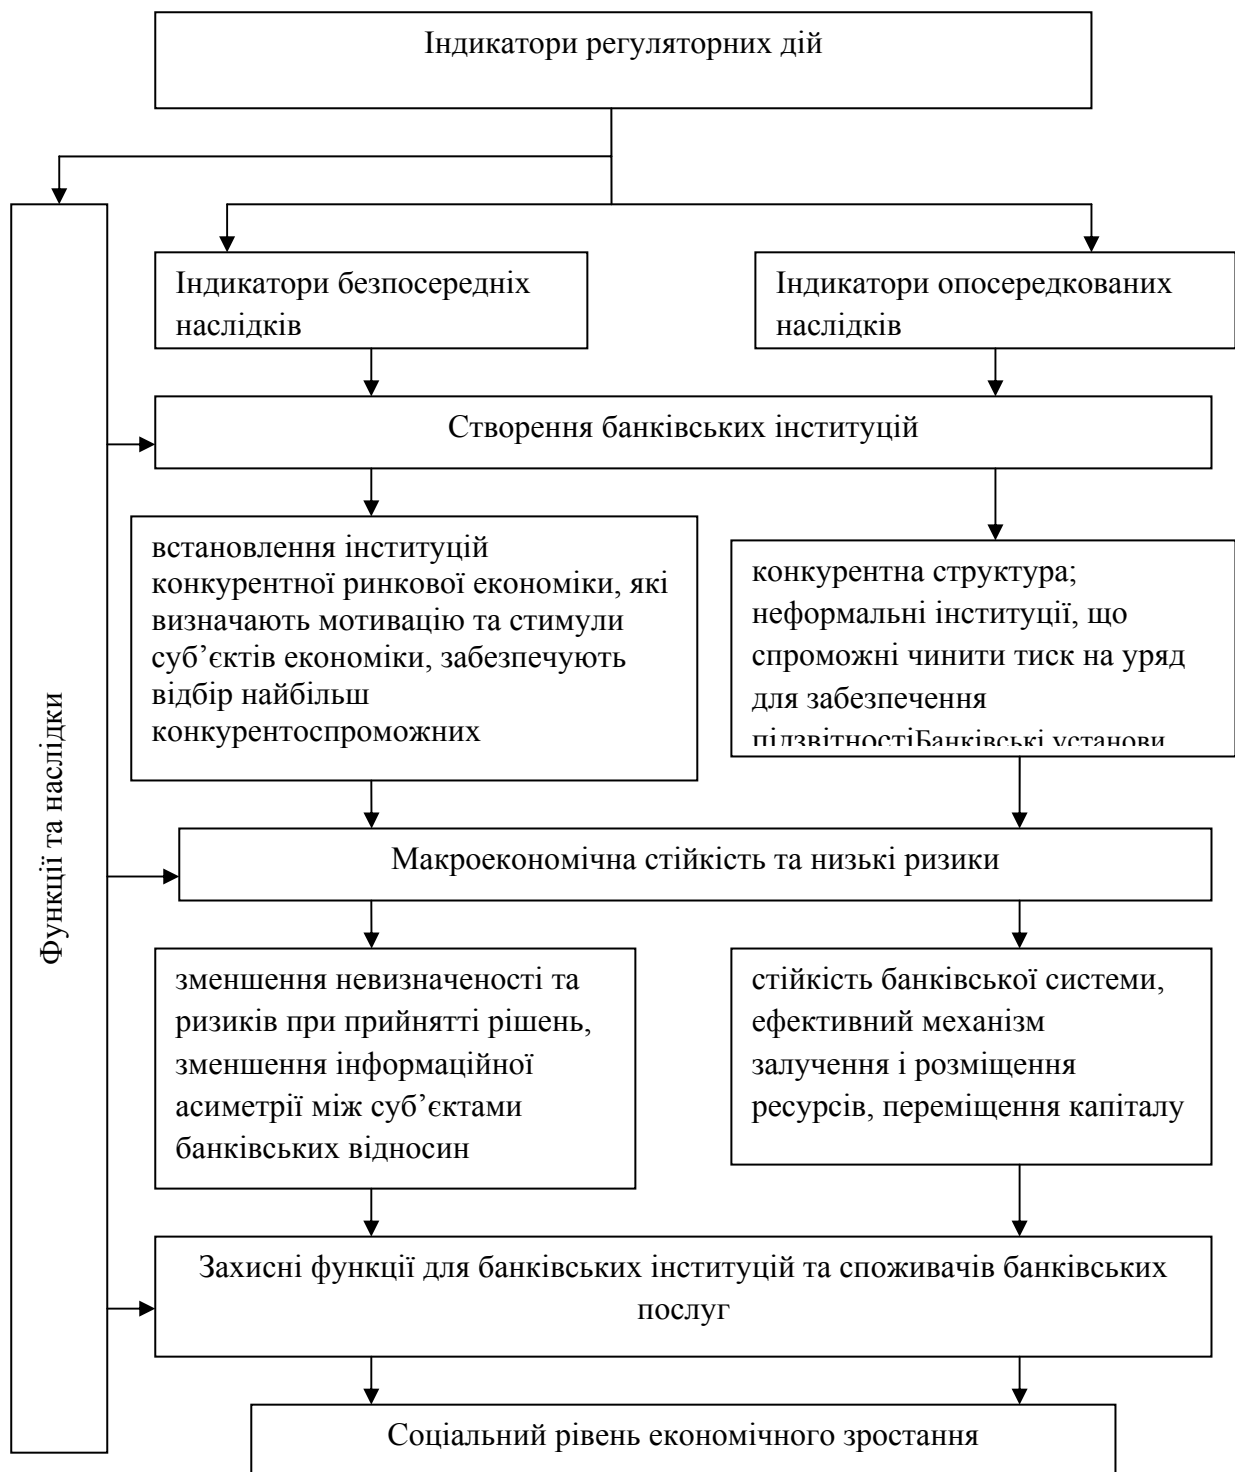 Індикатори регуляторних дій
Індикатори безпосередніх
наслідків
Індикатори опосередкованих
наслідків
Створення банківських інституцій
встановлення інституцій
конкурентної ринкової економіки, які
визначають мотивацію та стимули
суб’єктів економіки, забезпечують
відбір найбільш
конкурентоспроможних
конкурентна структура;
неформальні інституції, що
спроможні чинити тиск на уряд
для забезпечення
підзвітностіБанківські установи
Функції та наслідки
Макроекономічна стійкість та низькі ризики
зменшення невизначеності та
ризиків при прийнятті рішень,
зменшення інформаційної
асиметрії між суб’єктами
банківських відносин
стійкість банківської системи,
ефективний механізм
залучення і розміщення
ресурсів, переміщення капіталу
Захисні функції для банківських інституцій та споживачів банківських
послуг
Соціальний рівень економічного зростання